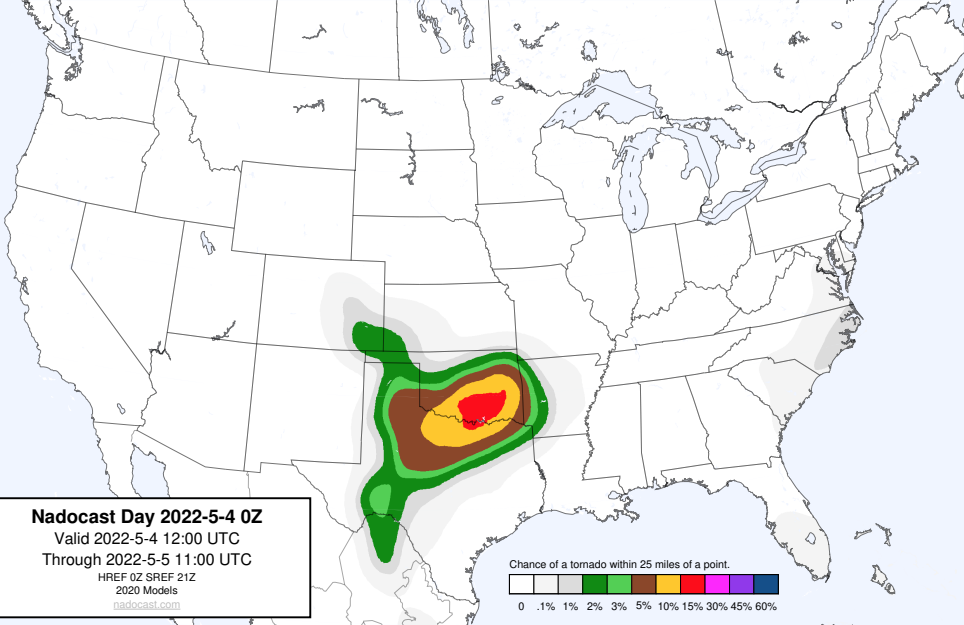 Nadocast Day 2022-5-4 0Z
Valid 2022-5-4 12:00 UTC
Through 2022-5-5 11:00 UTC
HREF 0Z SREF 21Z
2020 Models
nadocast.com
Chance of a tornado within 25 miles of a point.
0 .1% 1% 2% 3% 5% 10% 15% 30% 45% 60%